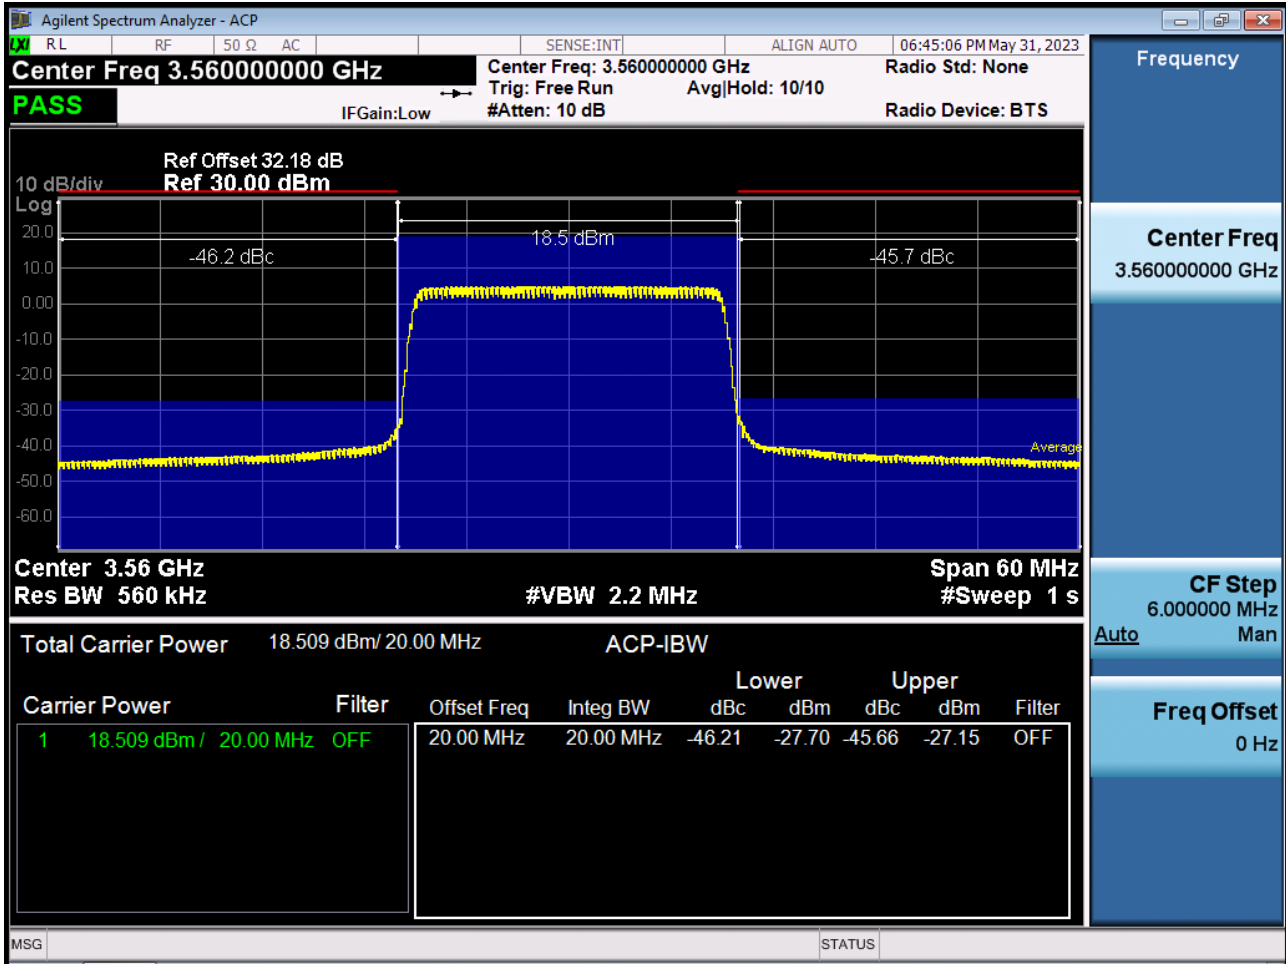 Agilent Spectrum Analyzer - ACP
LXI RL RF 50 Ω AC SENSE:INT ALIGN AUTO 06:45:06 PM May 31, 2023
Center Freq 3.560000000 GHz Center Freq: 3.560000000 GHz Radio Std: None
Trig: Free Run Avg|Hold: 10/10
PASS IFGain:Low #Atten: 10 dB Radio Device: BTS
Frequency
Ref Offset 32.18 dB
10 dB/div Ref 30.00 dBm
Log
20.0
10.0
0.00
-10.0
-20.0
-30.0
-40.0
-50.0
-60.0
-46.2 dBc
18.5 dBm
-45.7 dBc
Average
Center 3.56 GHz Span 60 MHz
Res BW 560 kHz #VBW 2.2 MHz #Sweep 1 s
Total Carrier Power 18.509 dBm/ 20.00 MHz ACP-IBW
Lower Upper
Carrier Power Filter Offset Freq Integ BW dBc dBm dBc dBm Filter
1 18.509 dBm / 20.00 MHz OFF 20.00 MHz 20.00 MHz -46.21 -27.70 -45.66 -27.15 OFF
Center Freq
3.560000000 GHz
CF Step
6.000000 MHz
Auto Man
Freq Offset
0 Hz
MSG STATUS